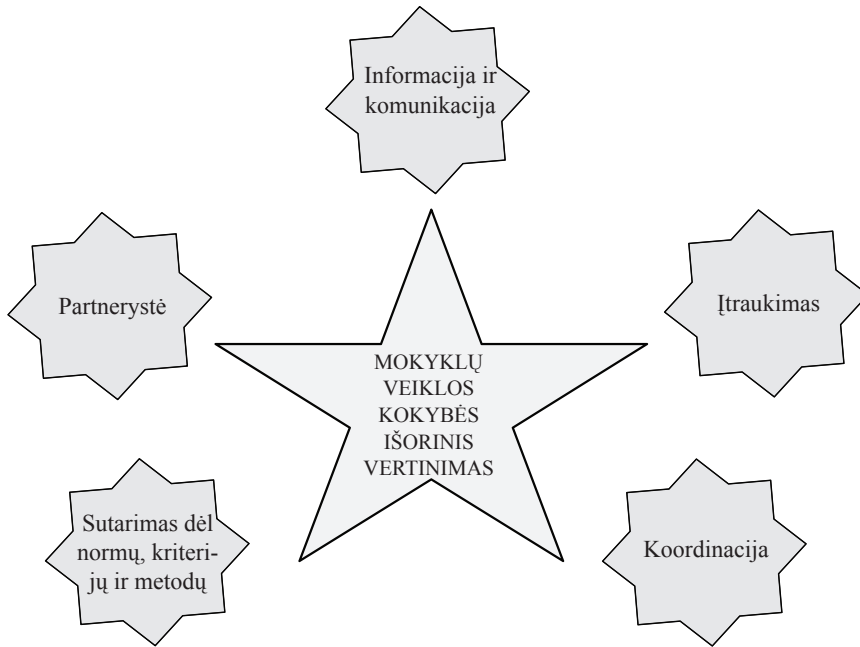 Informacija ir
komunikacija
Partnerystė
Įtraukimas
MOKYKLŲ
VEIKLOS
KOKYBĖS
IŠORINIS
VERTINIMAS
Sutarimas dėl
normų, kriteri-
jų ir metodų
Koordinacija